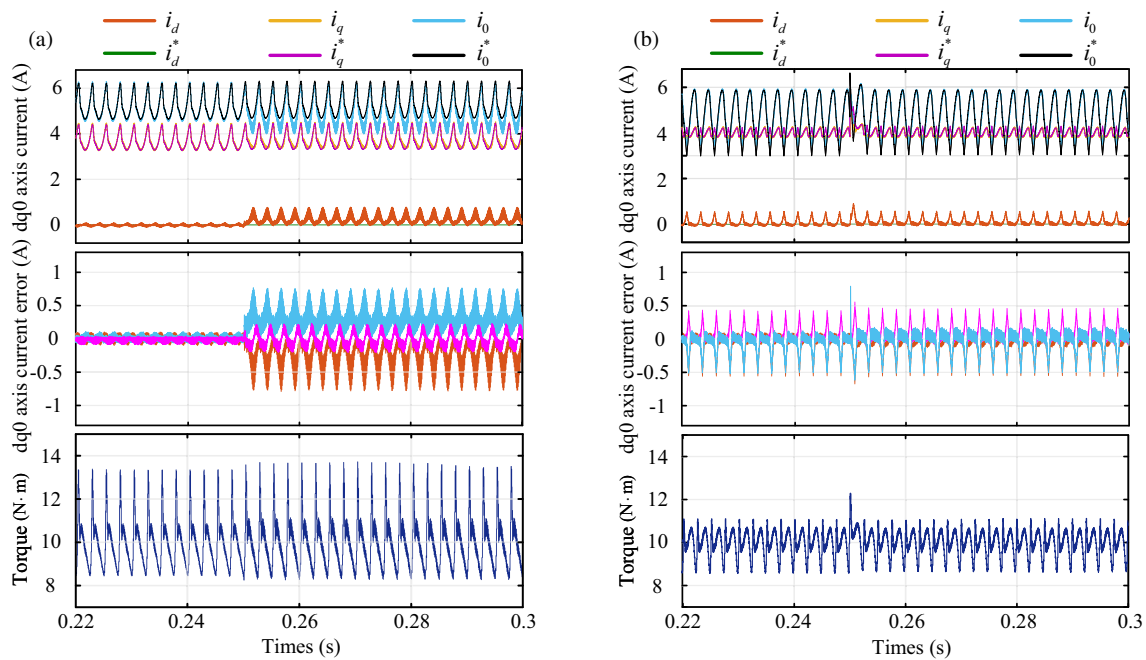 i_d i_q i_0
(a)
i_d^* i_q^* i_0^*
dq0 axis current (A)
6
4
2
0
dq0 axis current error (A)
1
0.5
0
-0.5
-1
Torque (N·m)
14
12
10
8
0.22 0.24 0.26 0.28 0.3
Times (s)
i_d i_q i_0
(b)
i_d^* i_q^* i_0^*
dq0 axis current (A)
6
4
2
0
dq0 axis current error (A)
1
0.5
0
-0.5
-1
Torque (N·m)
14
12
10
8
0.22 0.24 0.26 0.28 0.3
Times (s)